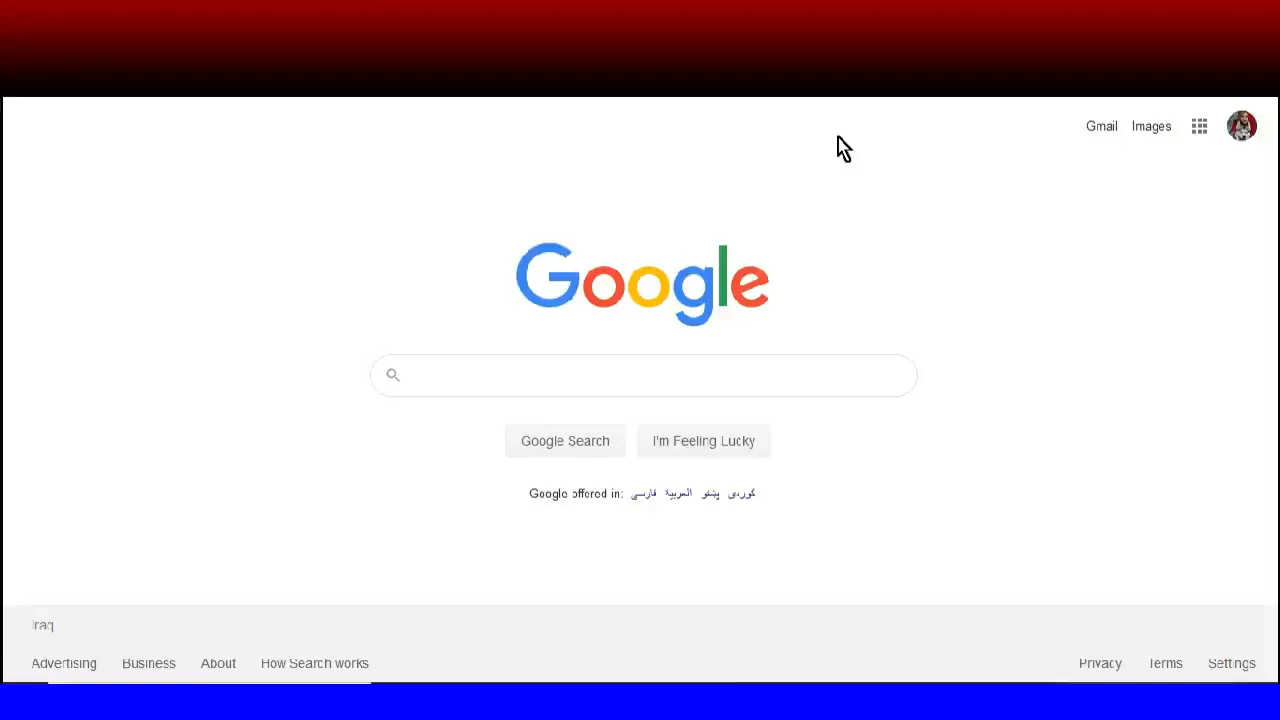 Gmail Images
Google
Google Search I'm Feeling Lucky
Google offered in: فارسی العربية پښتو کوردی
Iraq
Advertising Business About How Search works Privacy Terms Settings